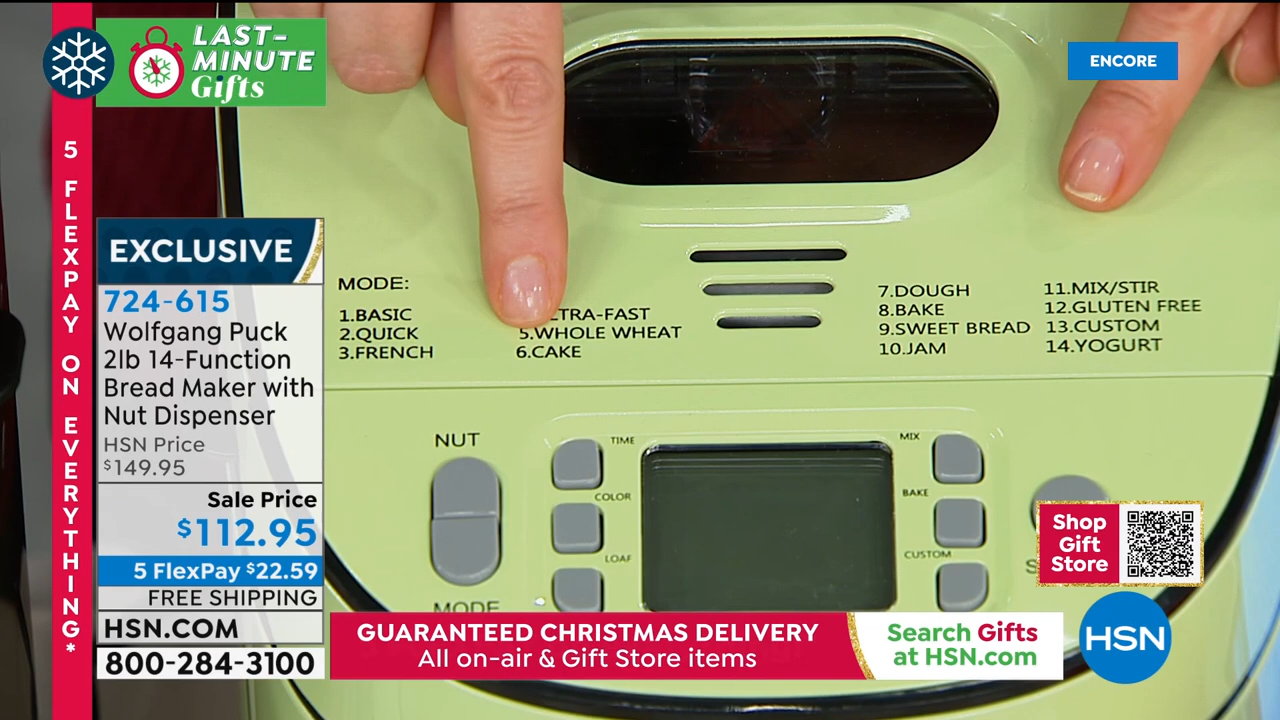 LAST-
MINUTE
Gifts
ENCORE
5 FLEXPAY ON EVERYTHING*
EXCLUSIVE
724-615
Wolfgang Puck
2lb 14-Function
Bread Maker with
Nut Dispenser
HSN Price
$149.95
Sale Price
$112.95
5 FlexPay $22.59
FREE SHIPPING
HSN.COM
800-284-3100
MODE:
1.BASIC
2.QUICK
3.FRENCH
5.WHOLE WHEAT
6.CAKE
7.DOUGH
8.BAKE
9.SWEET BREAD
10.JAM
11.MIX/STIR
12.GLUTEN FREE
13.CUSTOM
14.YOGURT
NUT
MODE
TIME
COLOR
LOAF
MIX
BAKE
CUSTOM
Shop
Gift
Store
GUARANTEED CHRISTMAS DELIVERY
All on-air & Gift Store items
Search Gifts
at HSN.com
HSN